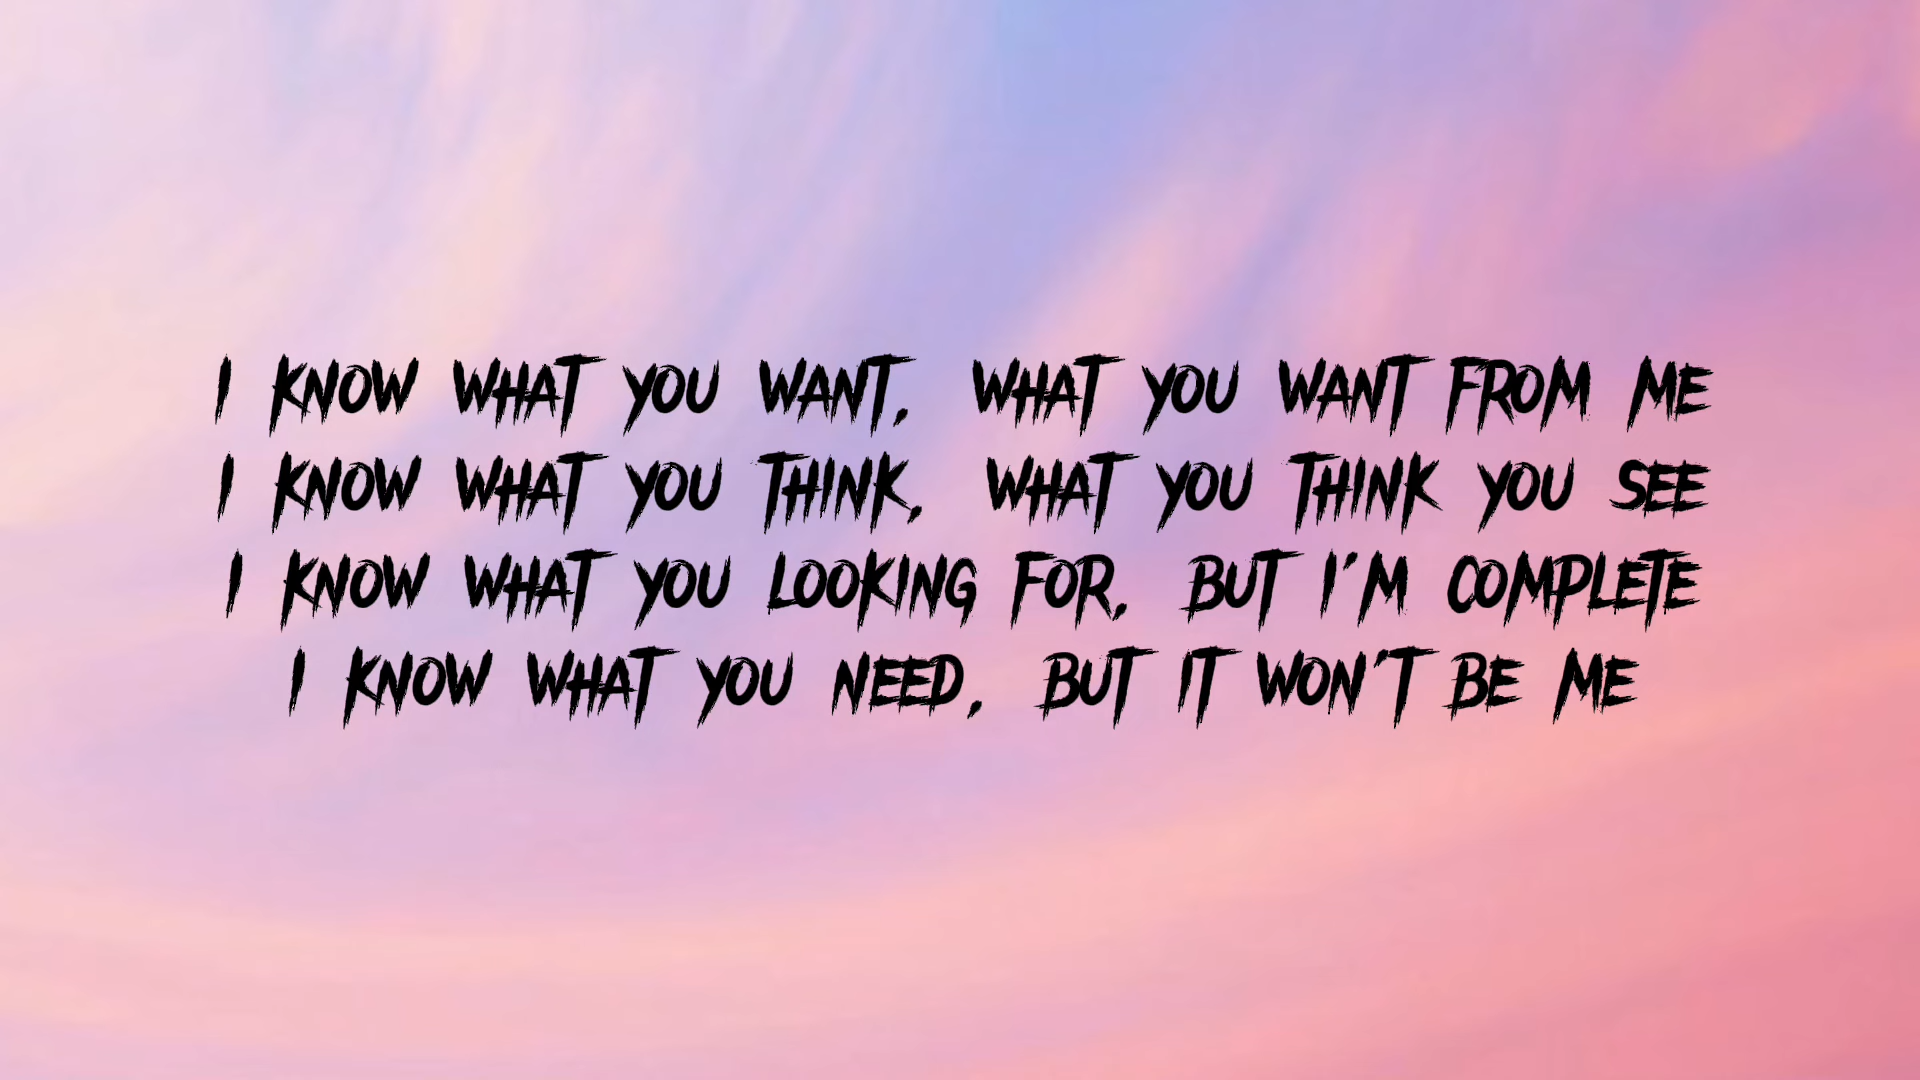 I KNOW WHAT YOU WANT, WHAT YOU WANT FROM ME
I KNOW WHAT YOU THINK, WHAT YOU THINK YOU SEE
I KNOW WHAT YOU LOOKING FOR, BUT I'M COMPLETE
I KNOW WHAT YOU NEED, BUT IT WON'T BE ME